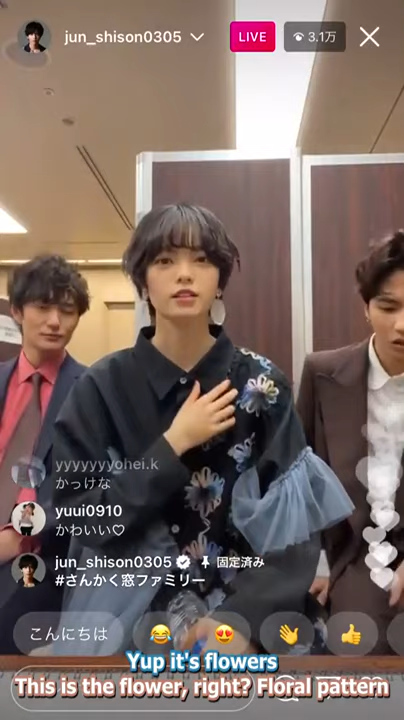 jun_shison0305
LIVE
3.1万
yyyyyyyohei.k
かっけな
yuui0910
かわいい♡
jun_shison0305 固定済み
#さんかく窓ファミリー
こんにちは
Yup it's flowers
This is the flower, right? Floral pattern